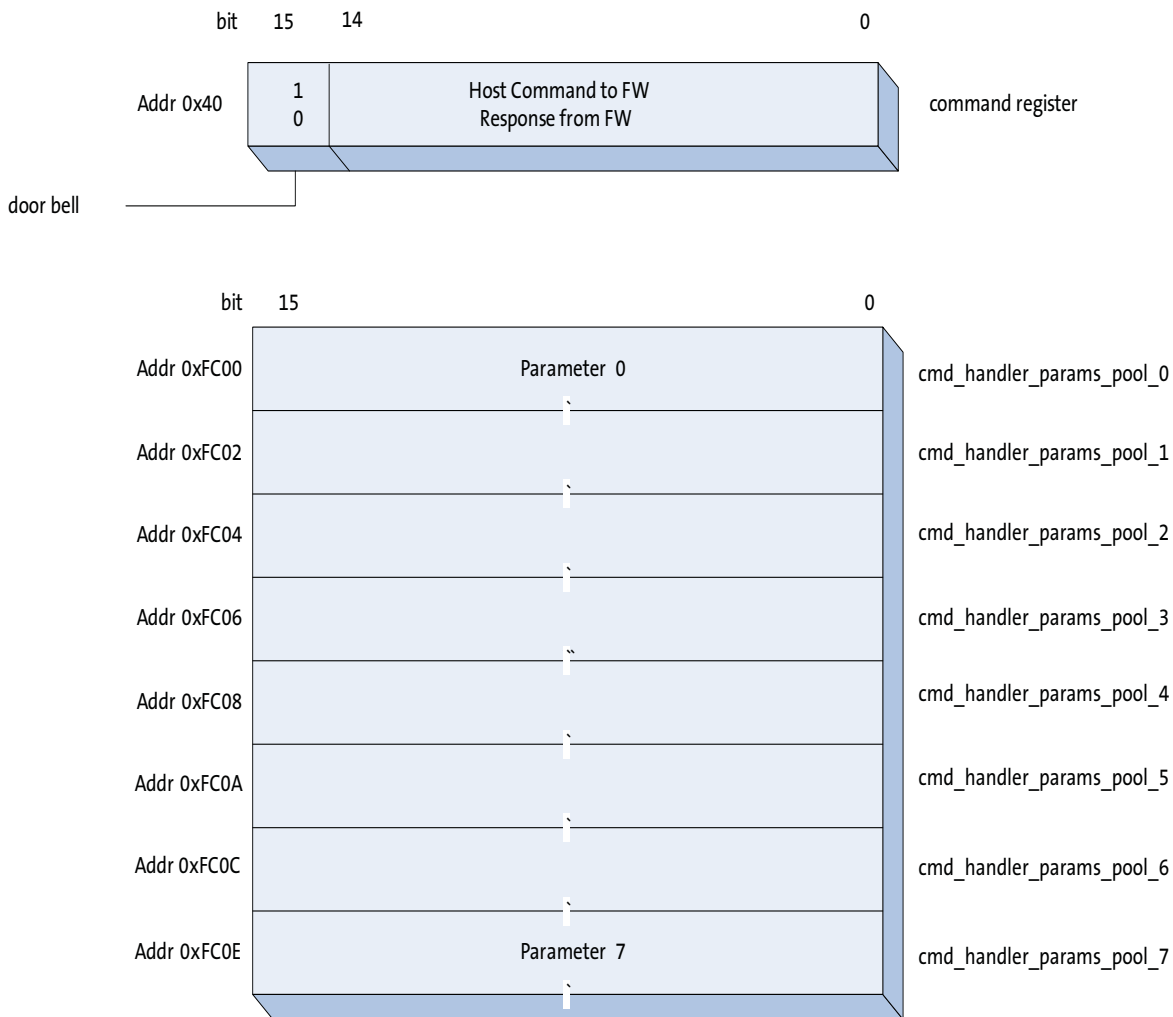 bit 15 14 0
Addr 0x40 1 Host Command to FW command register
0 Response from FW
door bell
bit 15 0
Addr 0xFC00 Parameter 0 cmd_handler_params_pool_0
Addr 0xFC02 cmd_handler_params_pool_1
Addr 0xFC04 cmd_handler_params_pool_2
Addr 0xFC06 cmd_handler_params_pool_3
Addr 0xFC08 cmd_handler_params_pool_4
Addr 0xFC0A cmd_handler_params_pool_5
Addr 0xFC0C cmd_handler_params_pool_6
Addr 0xFC0E Parameter 7 cmd_handler_params_pool_7